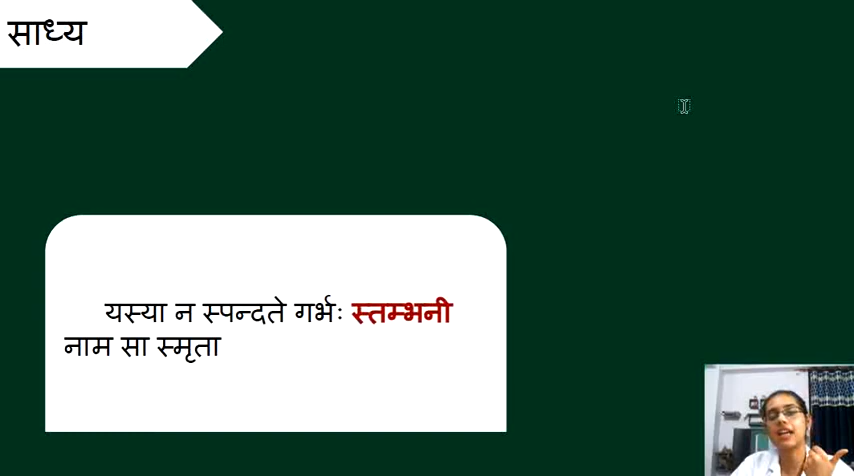 साध्य
यस्या न स्पन्दते गर्भः स्तम्भनी
नाम सा स्मृता